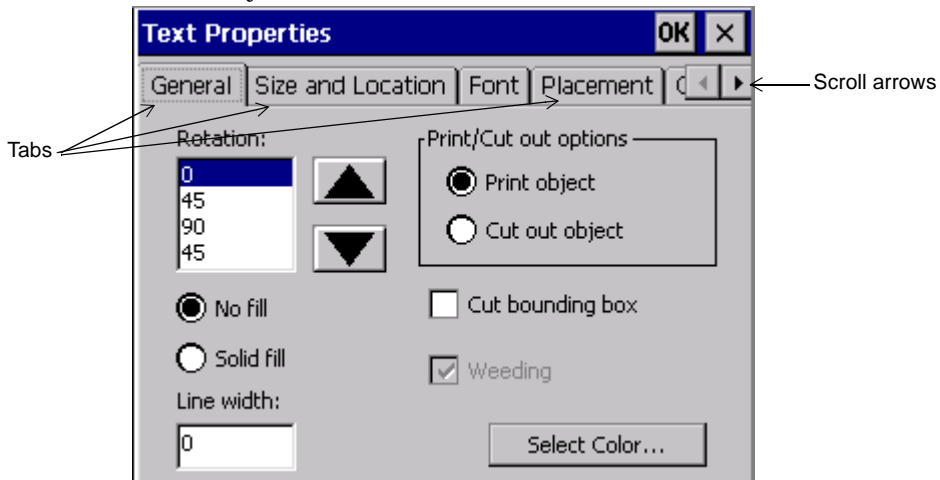 Text Properties OK
General Size and Location Font Placement
Scroll arrows
Tabs
Rotation:
0
45
90
45
Print/Cut out options
Print object
Cut out object
No fill
Cut bounding box
Solid fill
Weeding
Line width:
0
Select Color...